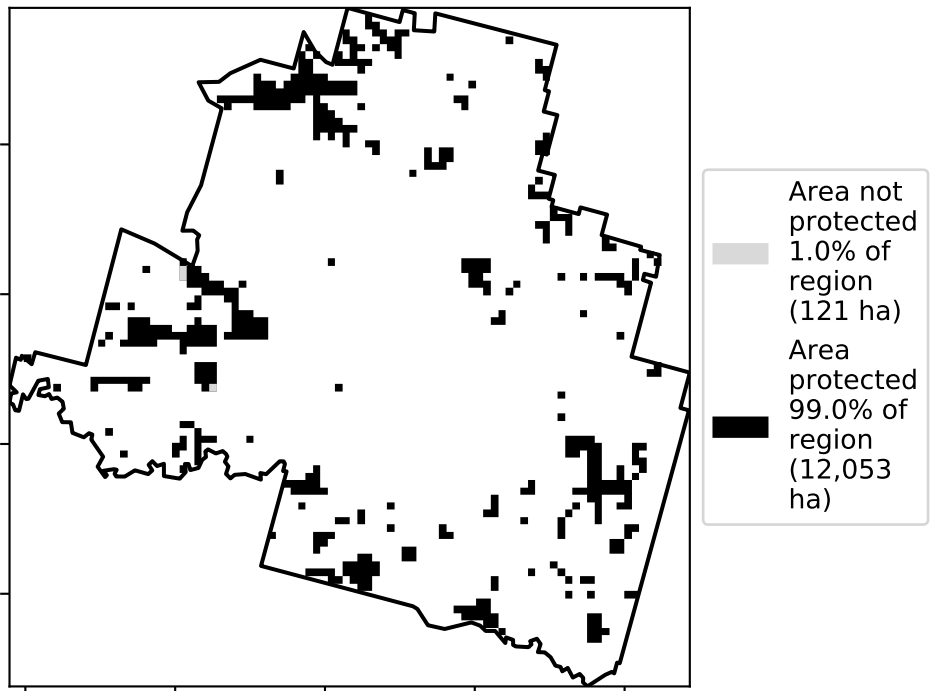 Area not
protected
1.0% of
region
(121 ha)
Area
protected
99.0% of
region
(12,053
ha)